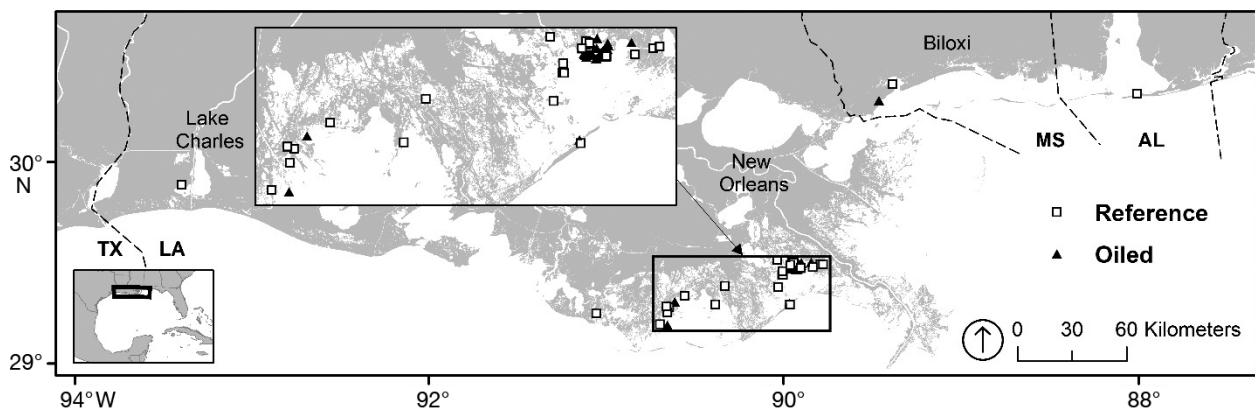 Biloxi
Lake
Charles
30°
N
New
Orleans
MS
AL
Reference
TX
LA
Oiled
0
30
60 Kilometers
29°
94°W
92°
90°
88°